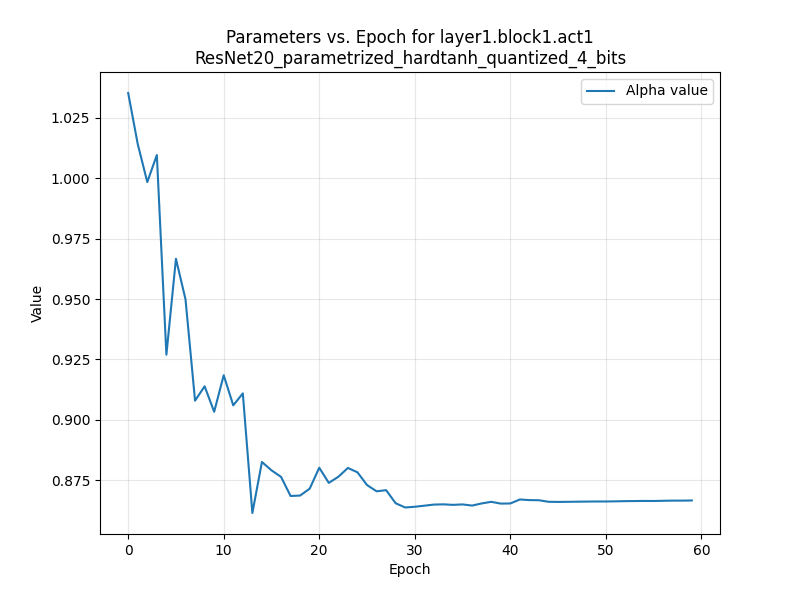 Parameters vs. Epoch for layer1.block1.act1
ResNet20_parametrized_hardtanh_quantized_4_bits
Alpha value
1.025
1.000
0.975
0.950
0.925
0.900
0.875
Value
0 10 20 30 40 50 60
Epoch